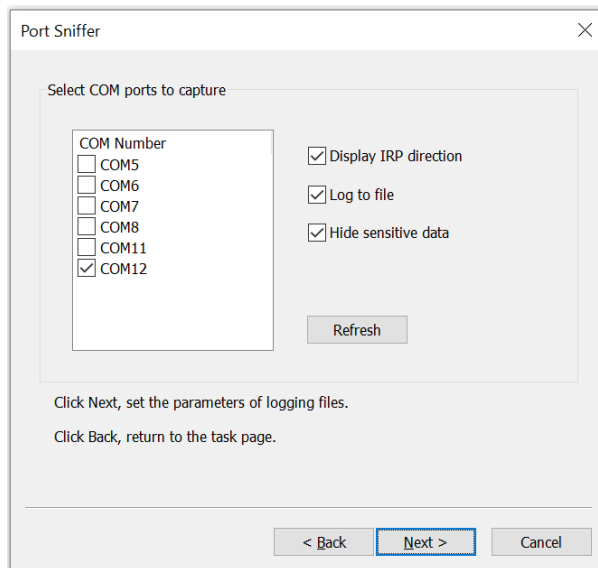 Port Sniffer
Select COM ports to capture
COM Number
COM5
COM6
COM7
COM8
COM11
COM12
Display IRP direction
Log to file
Hide sensitive data
Refresh
Click Next, set the parameters of logging files.
Click Back, return to the task page.
< Back
Next >
Cancel